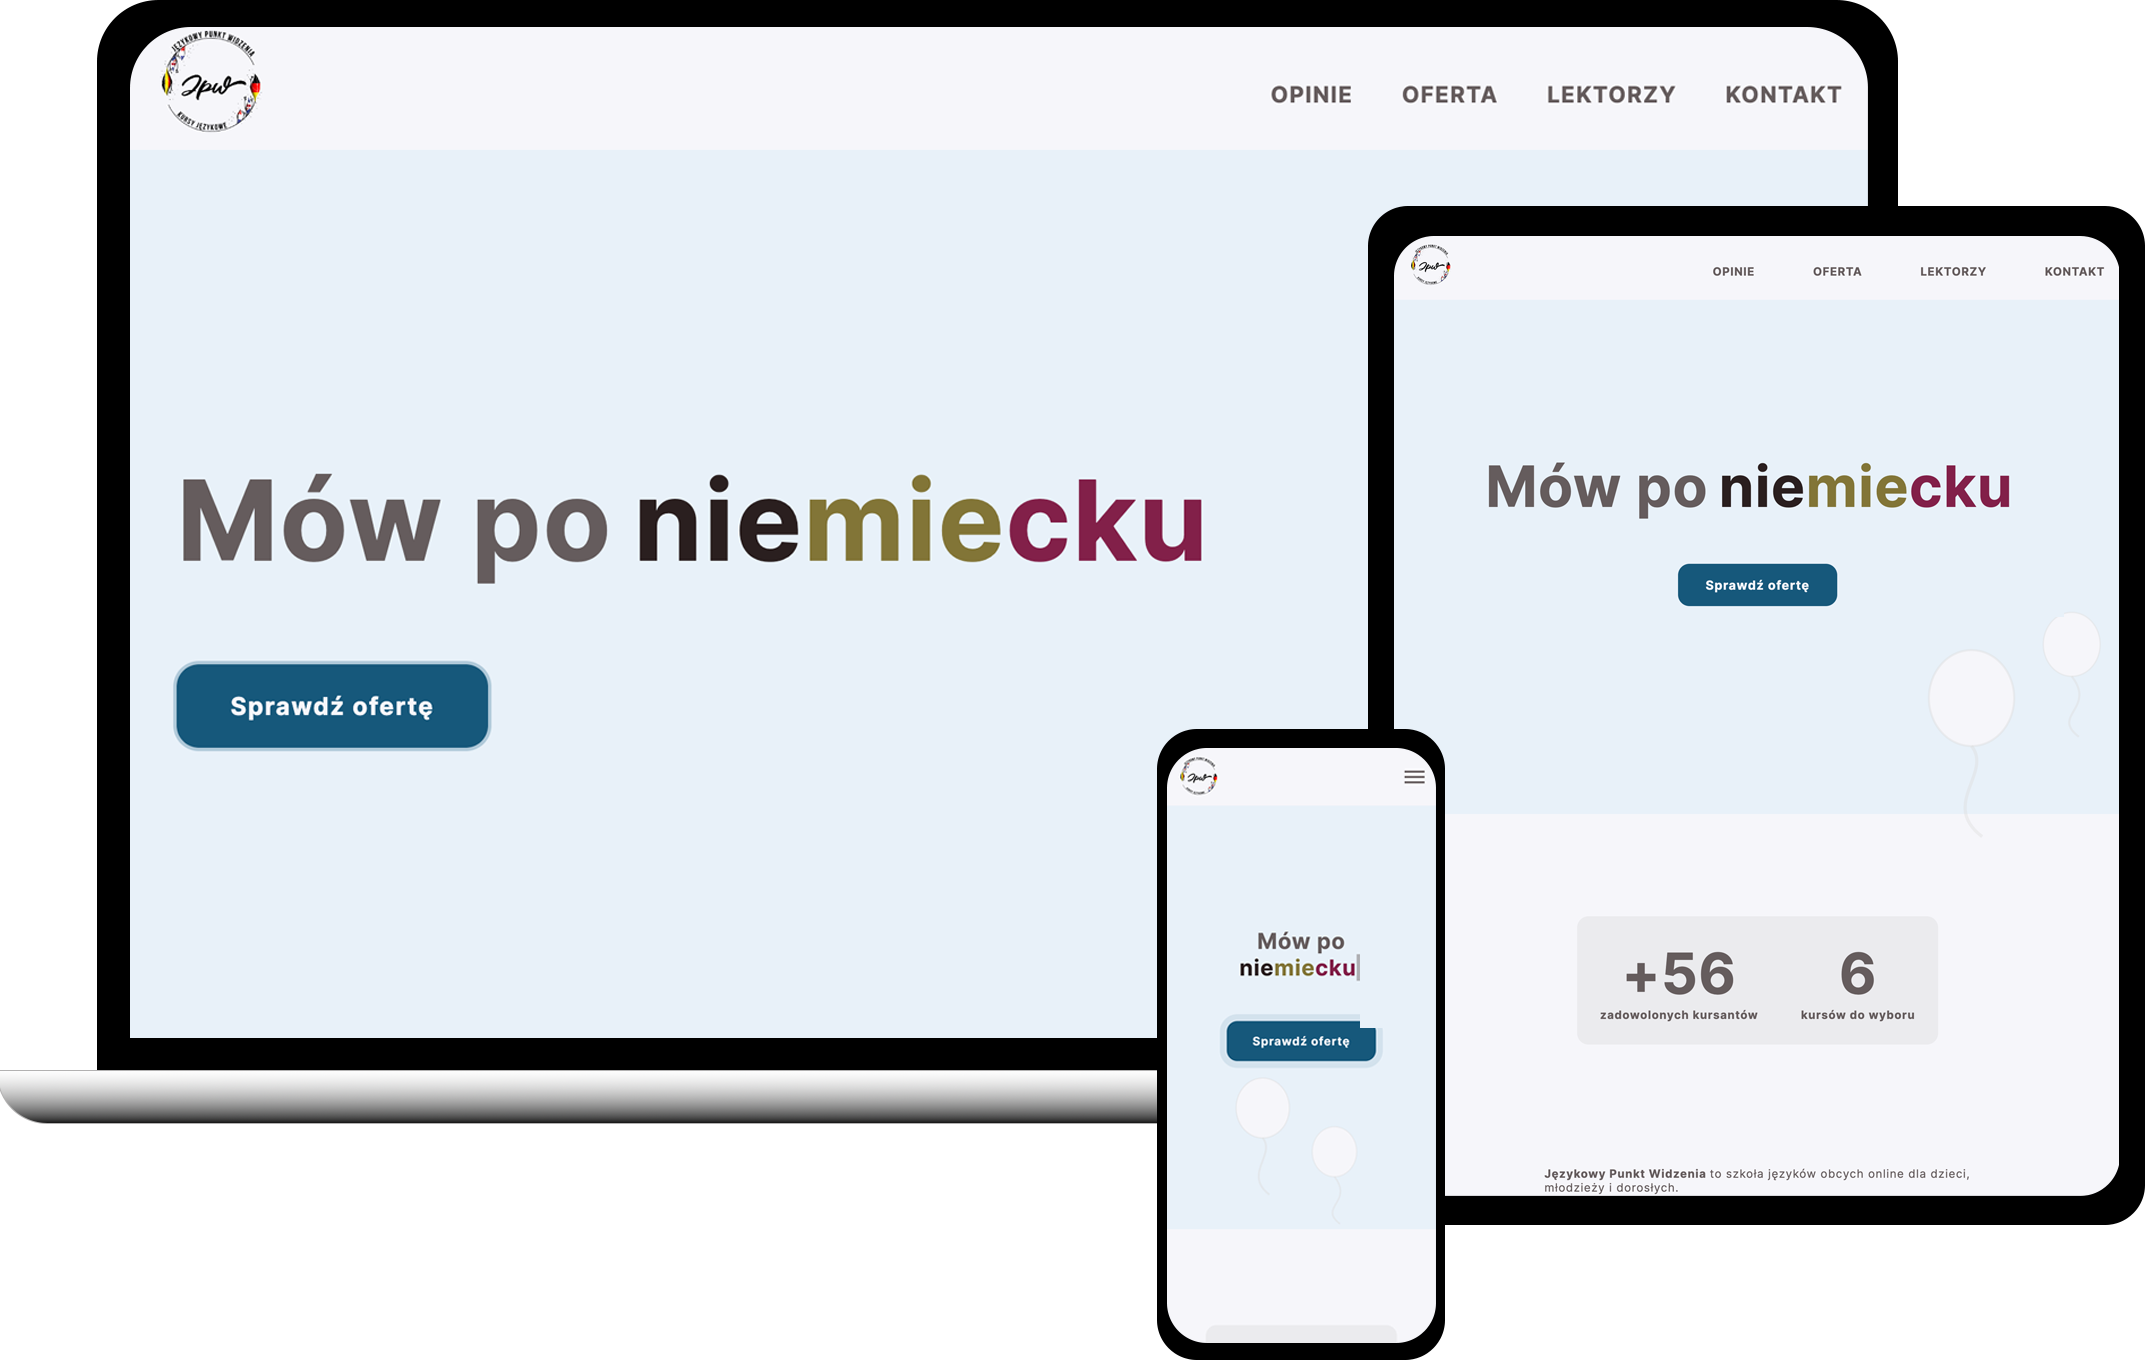 JĘZYKOWY PUNKT WIDZENIA
Jpw
KURSY JĘZYKOWE
OPINIE OFERTA LEKTORZY KONTAKT
Mów po niemiecku
Sprawdź ofertę
Jpw
OPINIE OFERTA LEKTORZY KONTAKT
Mów po niemiecku
Sprawdź ofertę
+56 6
zadowolonych kursantów kursów do wyboru
Językowy Punkt Widzenia to szkoła języków obcych online dla dzieci,
młodzieży i dorosłych.
Jpw
Mów po
niemiecku
Sprawdź ofertę